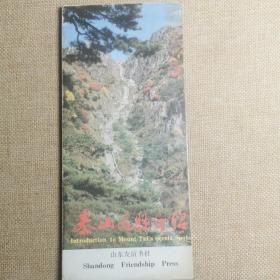 泰山名胜介绍
Introduction to Mount Tai's scenic spots
山东友谊书社
Shandong Friendship Press